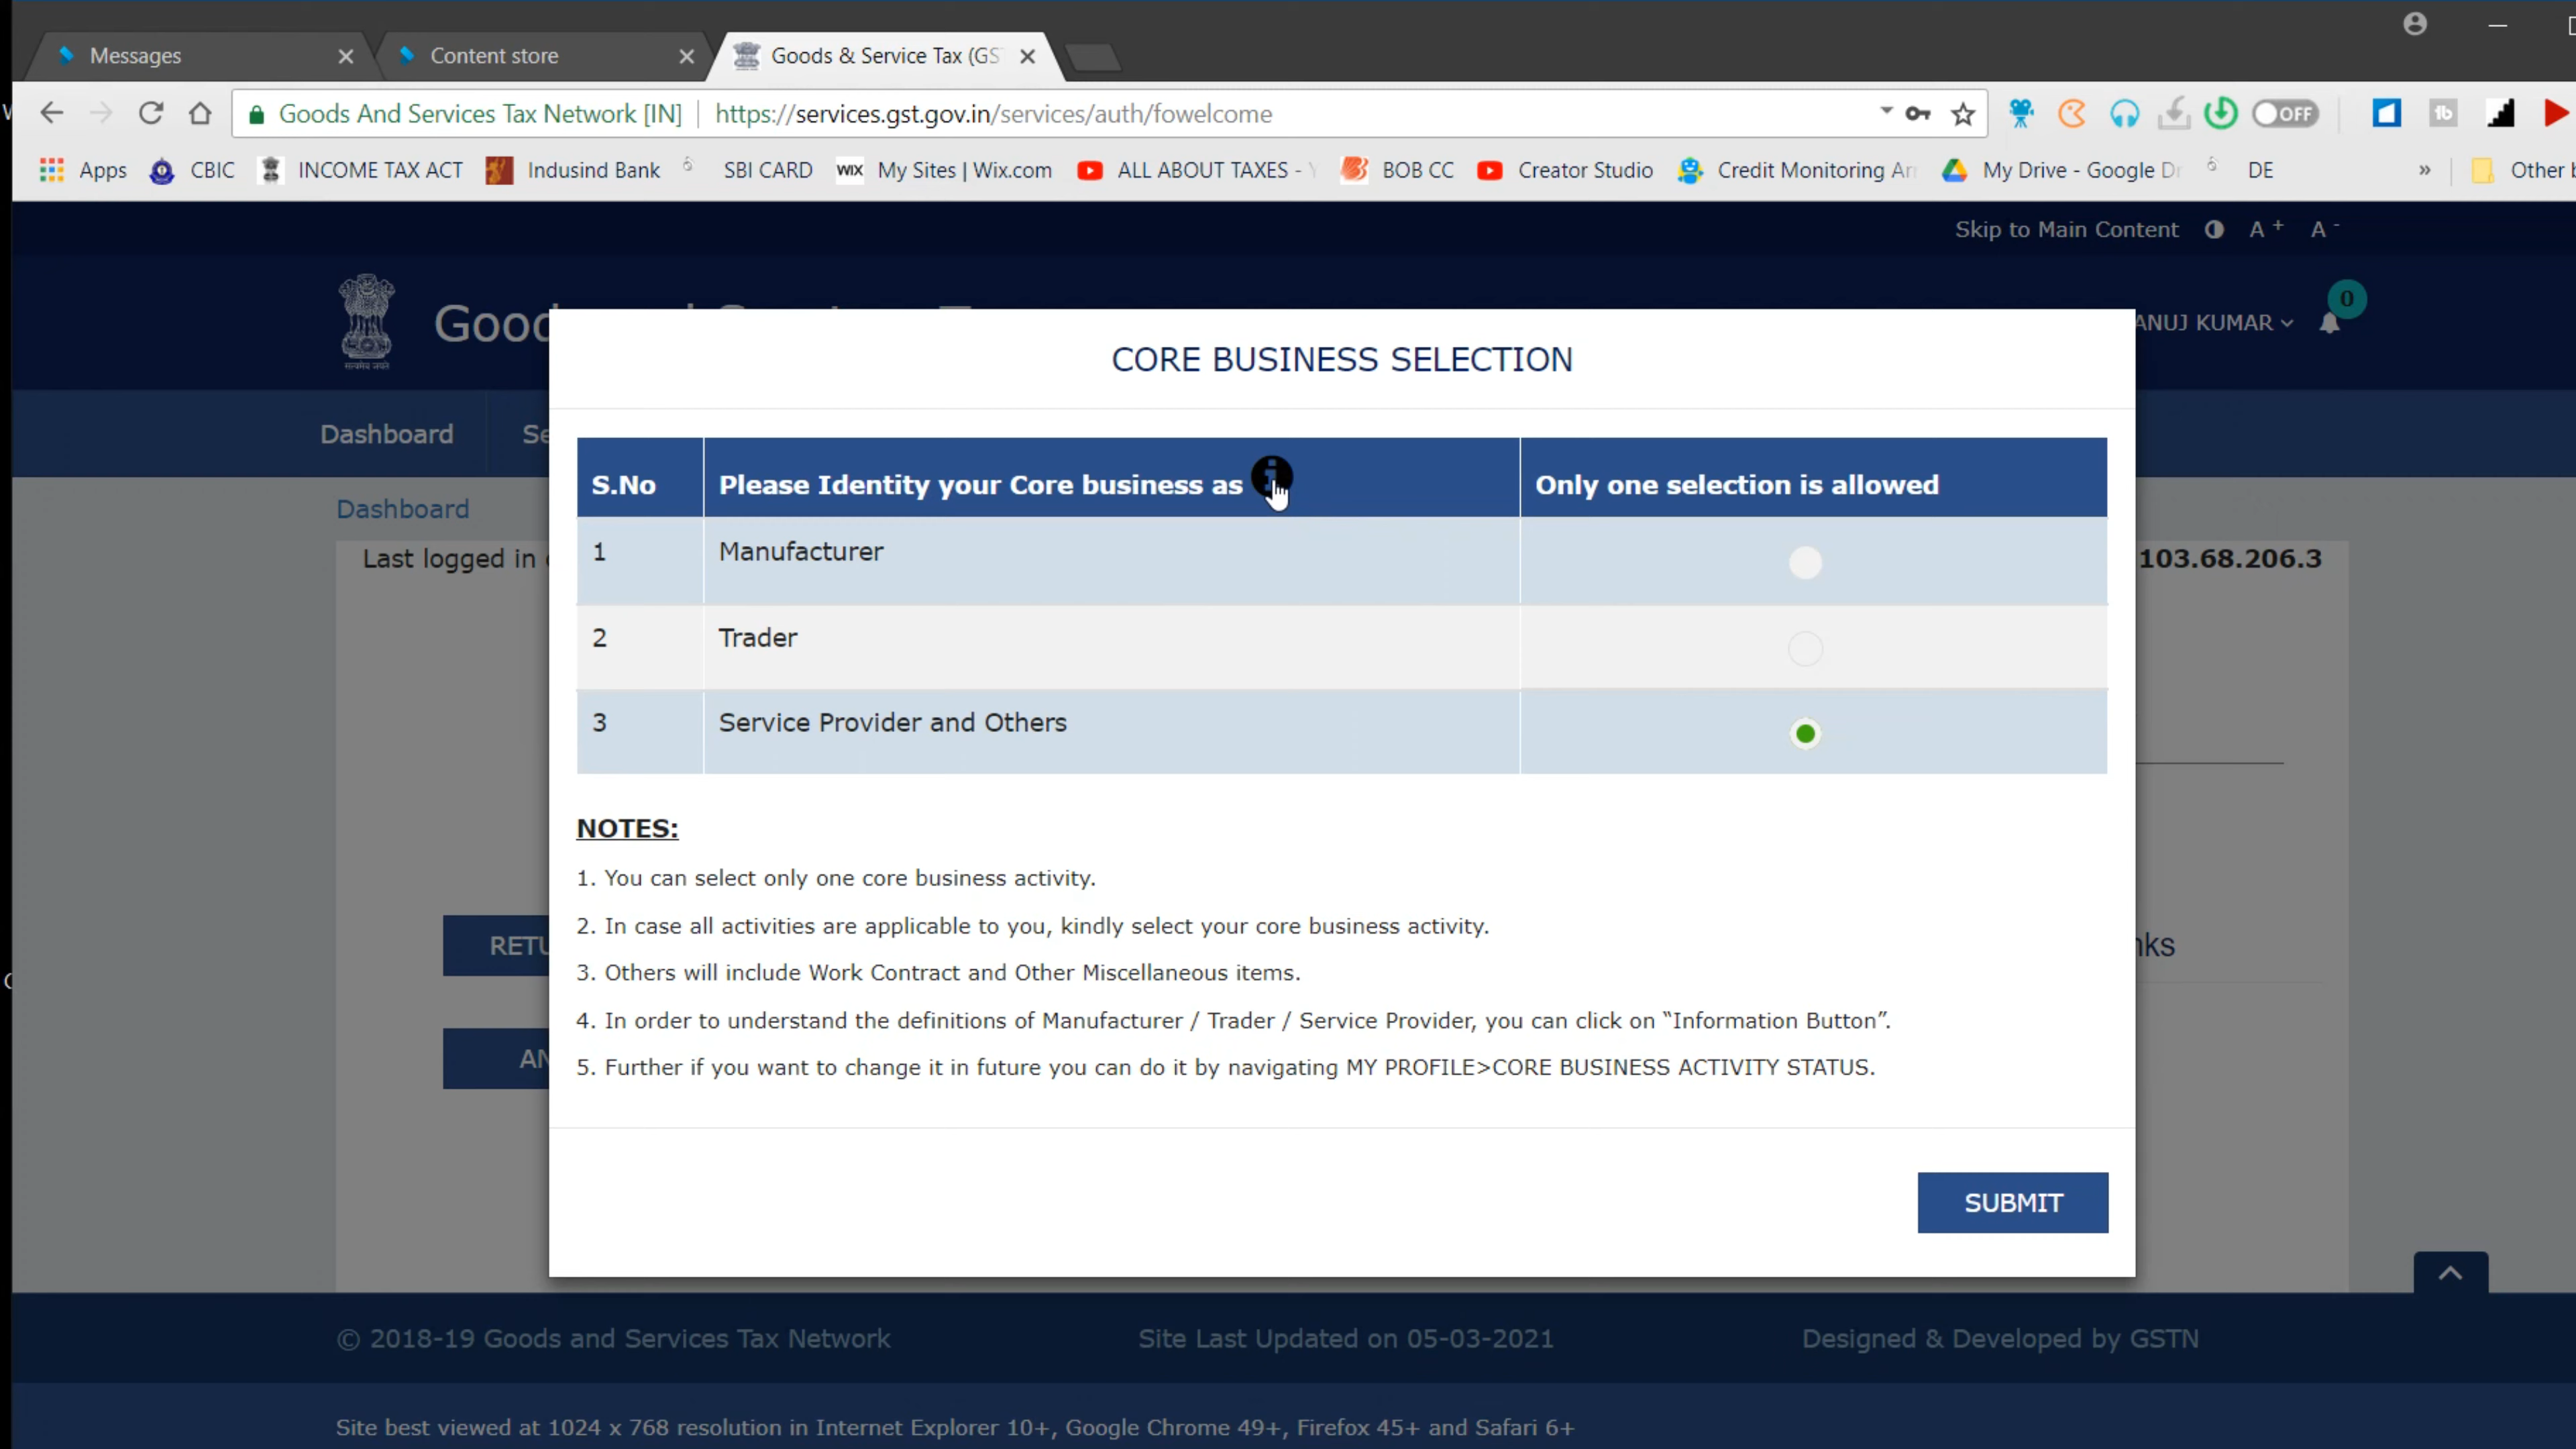 Messages
Content store
Goods & Service Tax (GS
Goods And Services Tax Network [IN] | https://services.gst.gov.in/services/auth/fowelcome
OFF
Apps CBIC INCOME TAX ACT Indusind Bank SBI CARD WIX My Sites | Wix.com ALL ABOUT TAXES - BOB CC Creator Studio Credit Monitoring Ar My Drive - Google Dr DE » Other b
Skip to Main Content A + A -
सत्यमेव जयते
ANUJ KUMAR 0
CORE BUSINESS SELECTION
Dashboard Se
S.No Please Identity your Core business as i Only one selection is allowed
Dashboard
1 Manufacturer
Last logged in 103.68.206.3
2 Trader
3 Service Provider and Others
NOTES:
1. You can select only one core business activity.
2. In case all activities are applicable to you, kindly select your core business activity.
RETU
nks
3. Others will include Work Contract and Other Miscellaneous items.
4. In order to understand the definitions of Manufacturer / Trader / Service Provider, you can click on “Information Button”.
AN
5. Further if you want to change it in future you can do it by navigating MY PROFILE>CORE BUSINESS ACTIVITY STATUS.
SUBMIT
© 2018-19 Goods and Services Tax Network Site Last Updated on 05-03-2021 Designed & Developed by GSTN
Site best viewed at 1024 x 768 resolution in Internet Explorer 10+, Google Chrome 49+, Firefox 45+ and Safari 6+